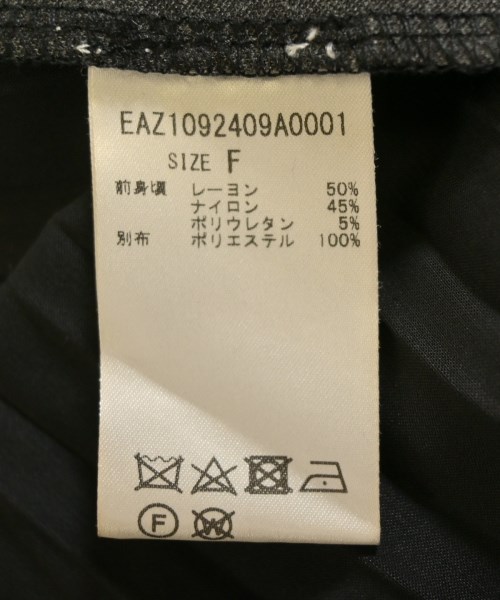 EAZ1092409A0001
SIZE F
前身頃 レーヨン 50%
ナイロン 45%
ポリウレタン 5%
別布 ポリエステル 100%
F
W